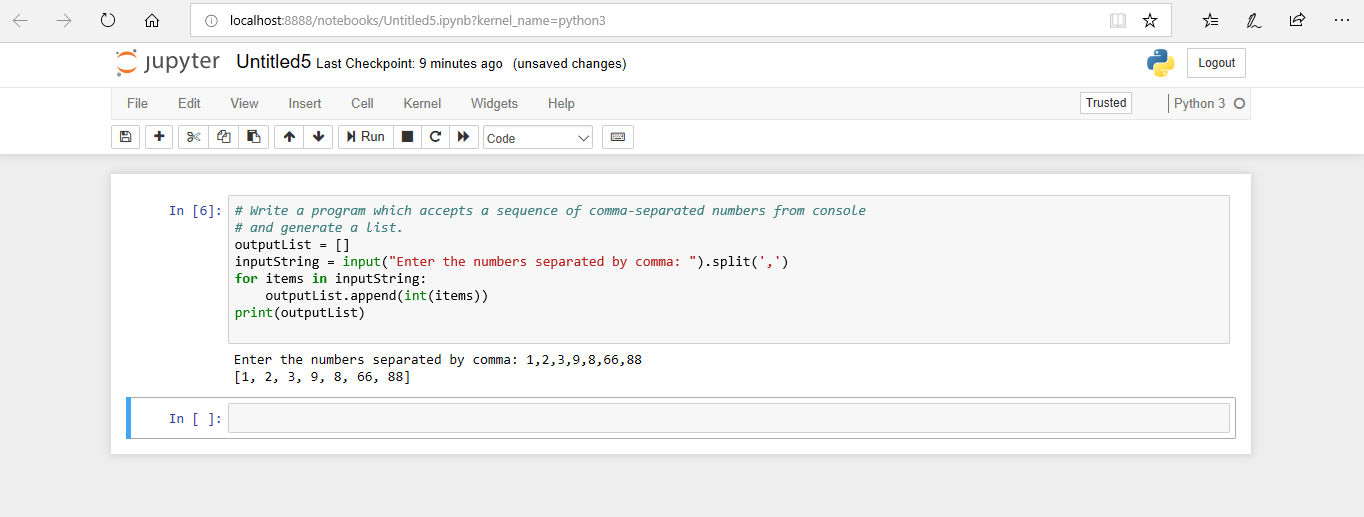 localhost:8888/notebooks/Untitled5.ipynb?kernel_name=python3
jupyter Untitled5 Last Checkpoint: 9 minutes ago (unsaved changes)
Logout
File Edit View Insert Cell Kernel Widgets Help
Trusted
Python 3
Run
Code
In [6]:
# Write a program which accepts a sequence of comma-separated numbers from console
# and generate a list.
outputList = []
inputString = input("Enter the numbers separated by comma: ").split(',')
for items in inputString:
    outputList.append(int(items))
print(outputList)
Enter the numbers separated by comma: 1,2,3,9,8,66,88
[1, 2, 3, 9, 8, 66, 88]
In [ ]: